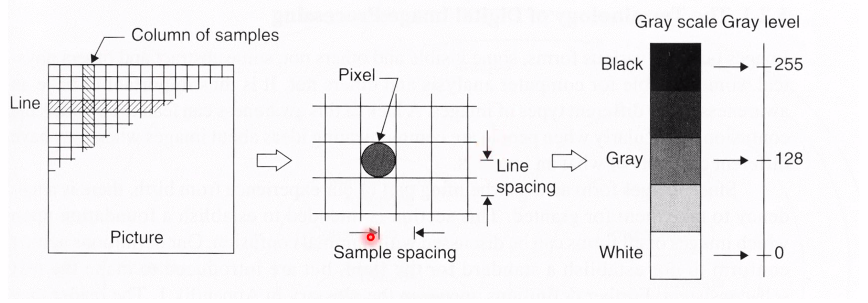 Column of samples
Line
Picture
Pixel
Line
spacing
Sample spacing
Gray scale Gray level
Black
255
Gray
128
White
0